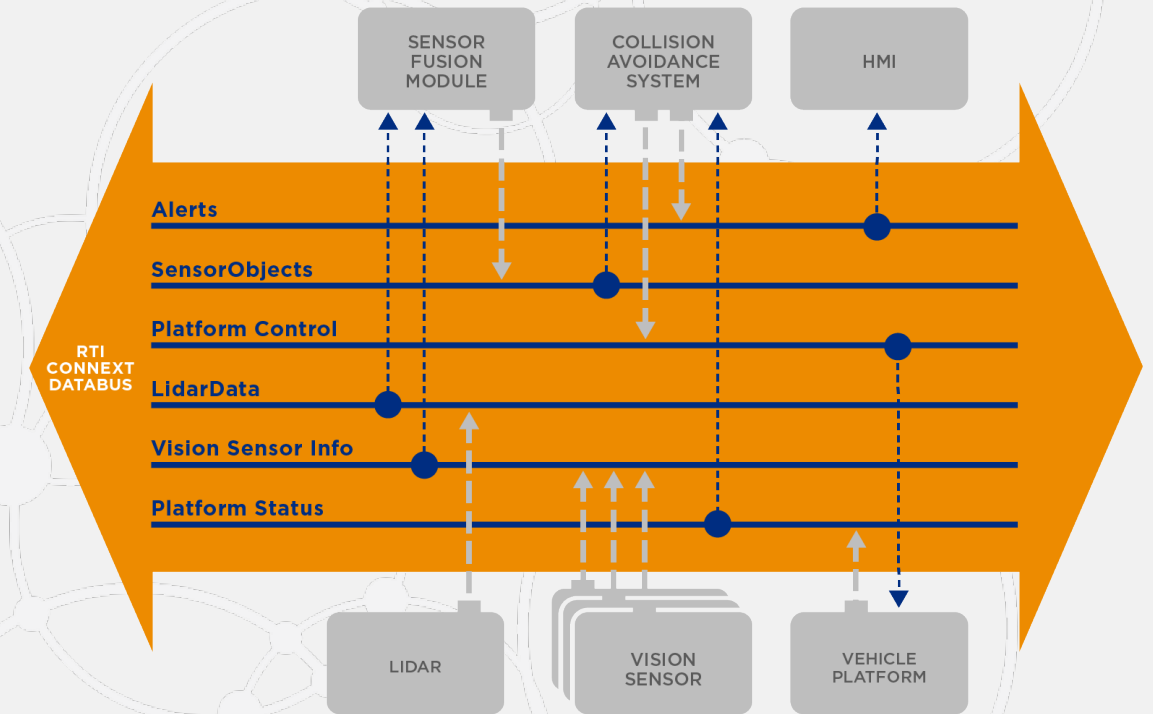 SENSOR
FUSION
MODULE
COLLISION
AVOIDANCE
SYSTEM
HMI
Alerts
SensorObjects
Platform Control
RTI
CONNEXT
DATABUS
LidarData
Vision Sensor Info
Platform Status
LIDAR
VISION
SENSOR
VEHICLE
PLATFORM